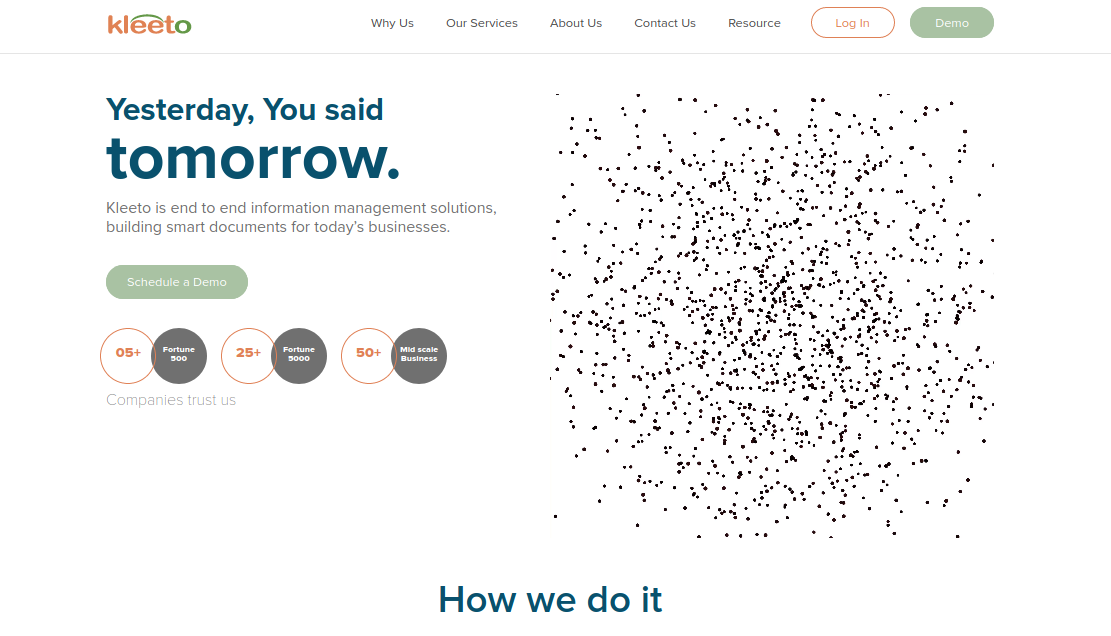 kleeto
Why Us
Our Services
About Us
Contact Us
Resource
Log In
Demo
Yesterday, You said
tomorrow.
Kleeto is end to end information management solutions,
building smart documents for today's businesses.
Schedule a Demo
05+
Fortune
500
25+
Fortune
5000
50+
Mid scale
Business
Companies trust us
How we do it